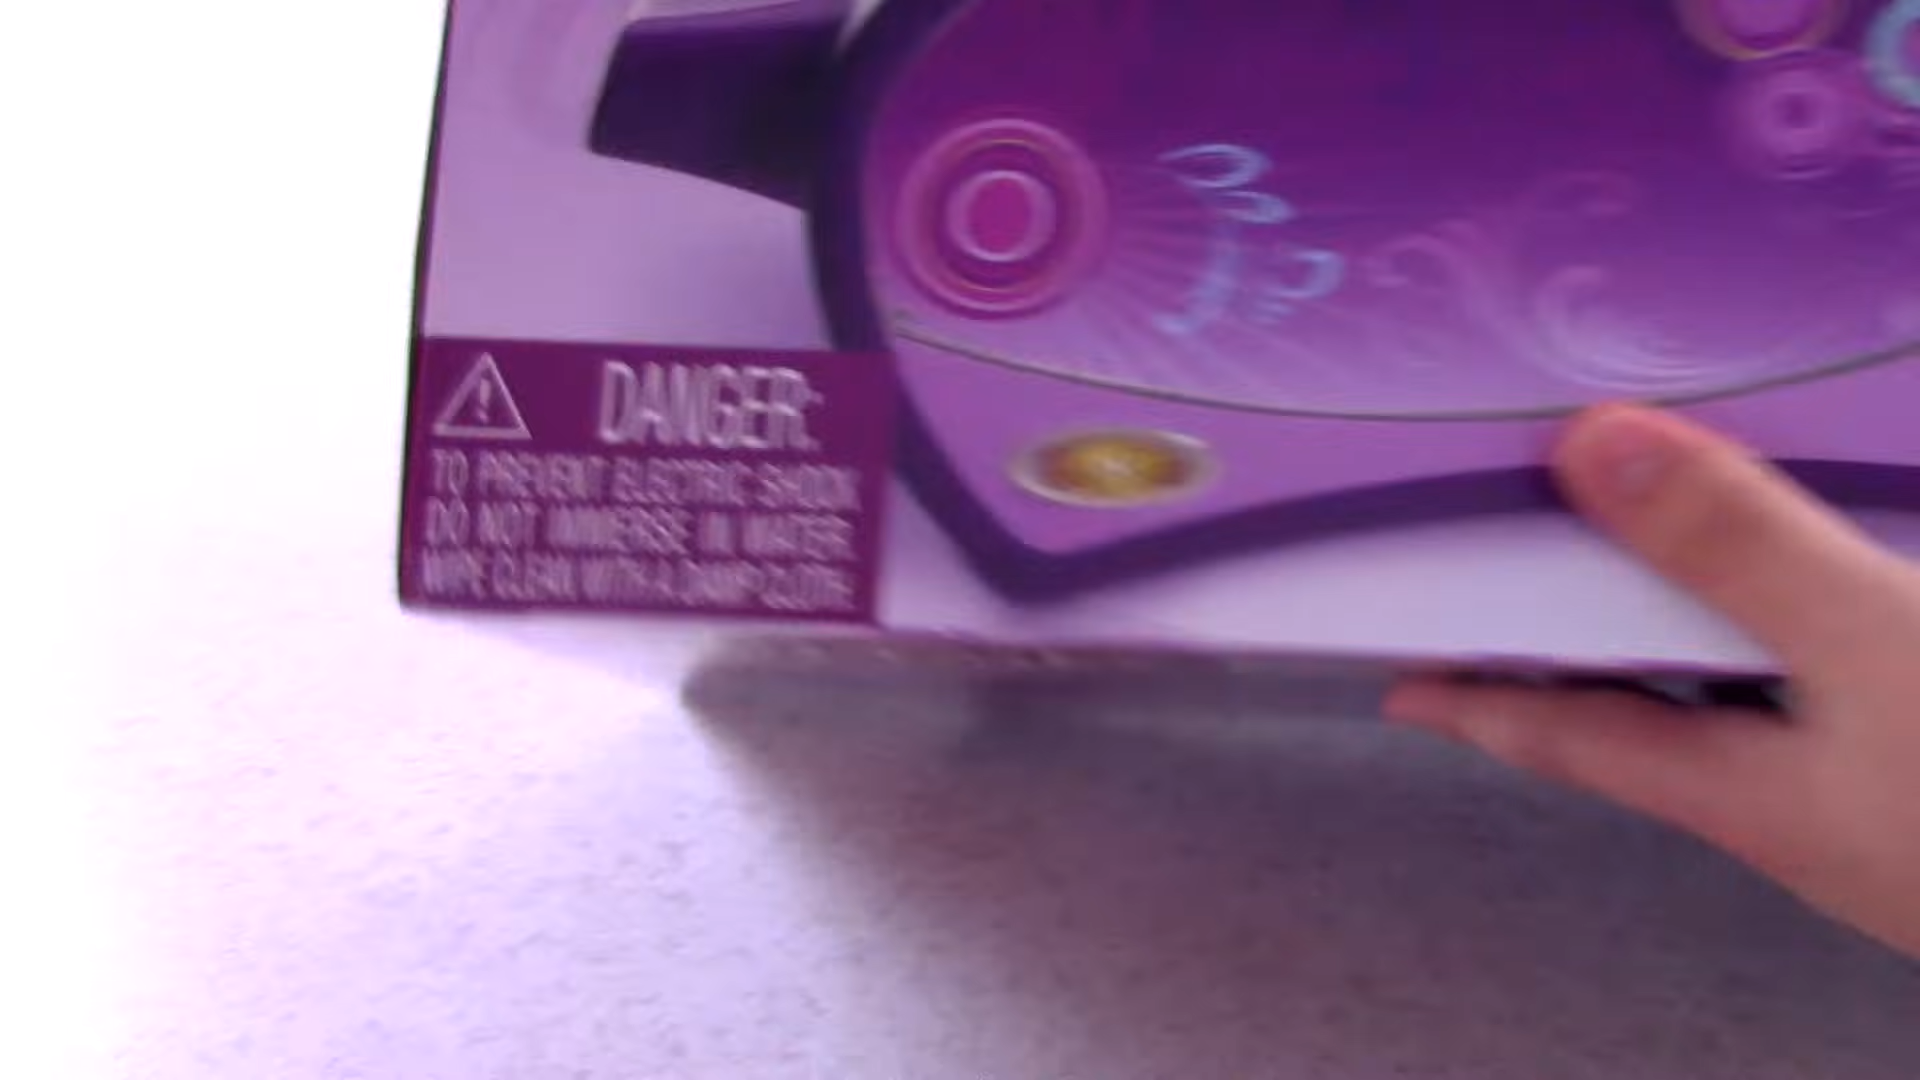 DANGER:
TO PREVENT ELECTRIC SHOCK
DO NOT IMMERSE IN WATER:
WIPE CLEAN WITH A DAMP CLOTH.